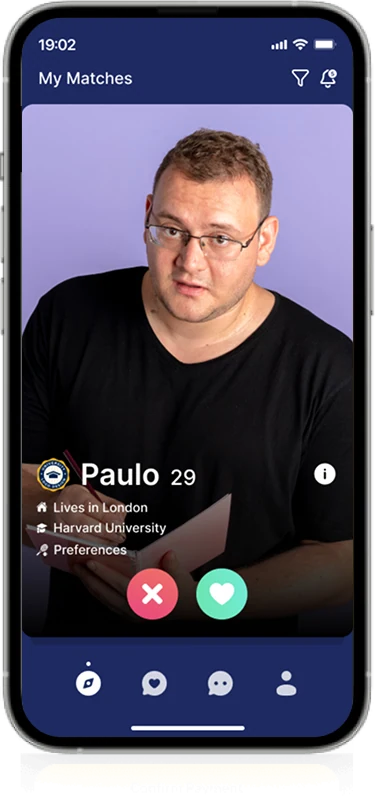 19:02
My Matches
Paulo 29
Lives in London
Harvard University
Preferences